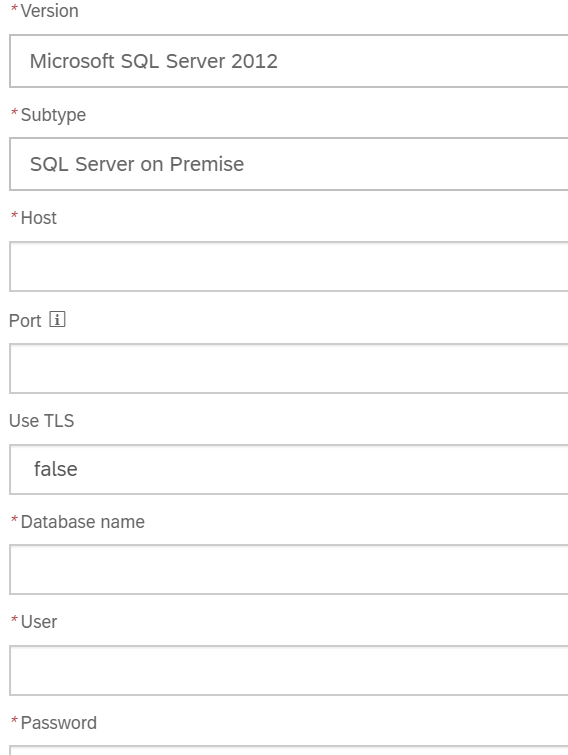 *Version
Microsoft SQL Server 2012
*Subtype
SQL Server on Premise
*Host
Port i
Use TLS
false
*Database name
*User
*Password